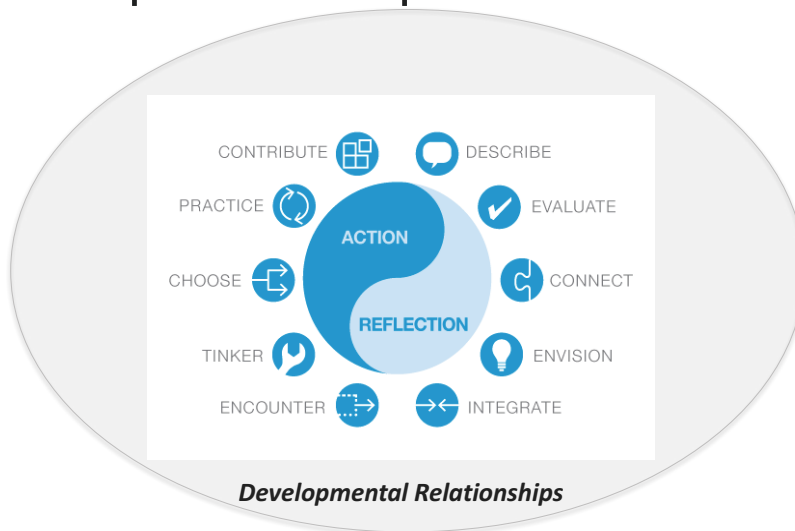 CONTRIBUTE
DESCRIBE
PRACTICE
EVALUATE
ACTION
CHOOSE
CONNECT
REFLECTION
TINKER
ENVISION
ENCOUNTER
INTEGRATE
Developmental Relationships